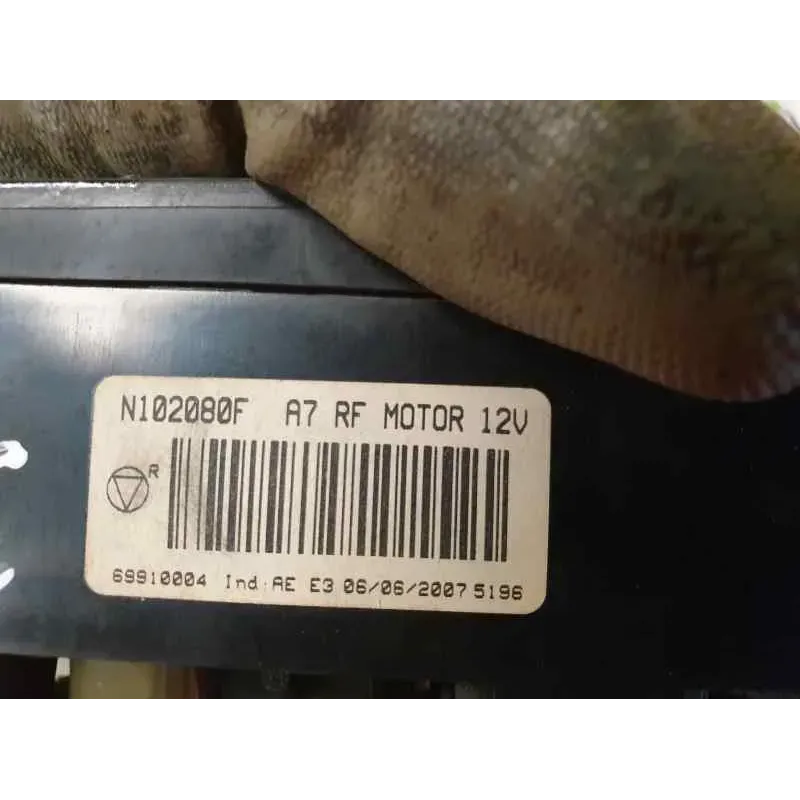 N102080F A7 RF MOTOR 12V
R
69910004 Ind AE E3 06/06/2007 5196